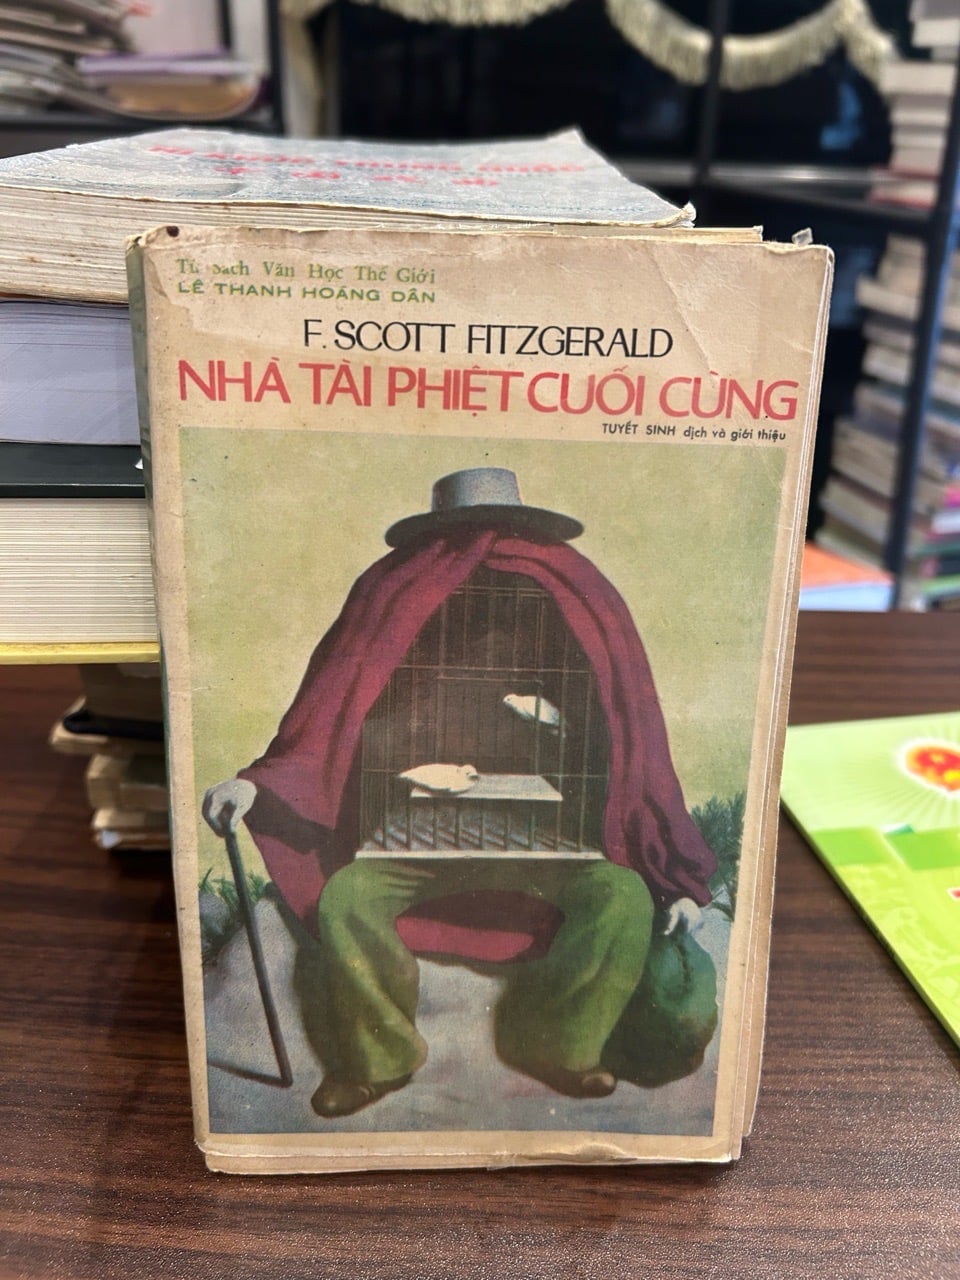 Tủ Sách Văn Học Thế Giới
LÊ THANH HOÀNG DÂN
F. SCOTT FITZGERALD
NHÀ TÀI PHIỆT CUỐI CÙNG
TUYẾT SINH dịch và giới thiệu